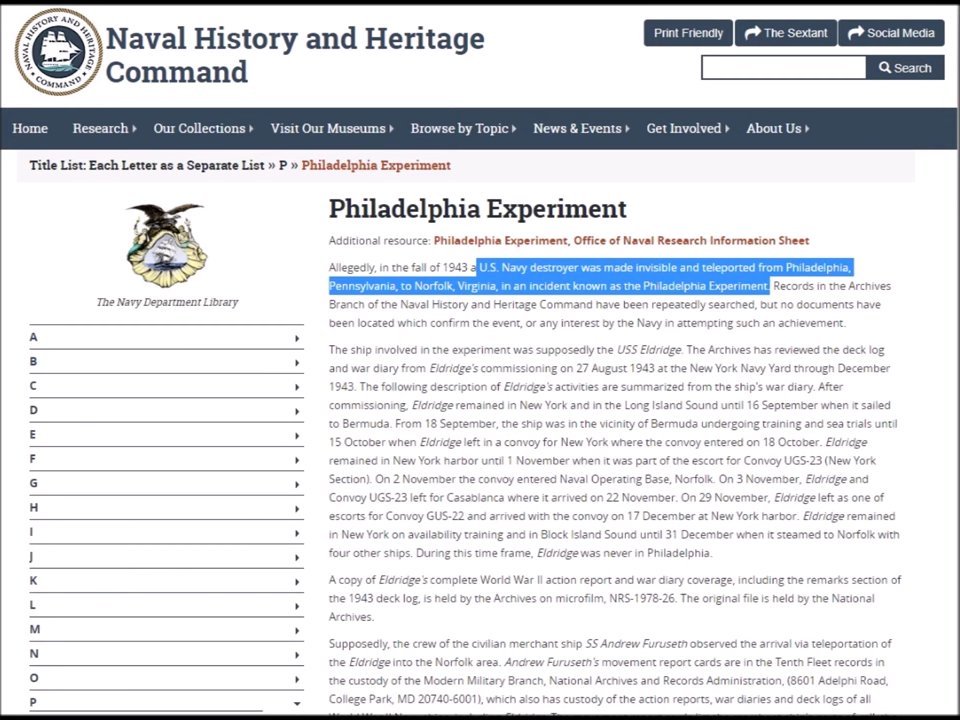 NAVAL HISTORY AND HERITAGE
COMMAND
Naval History and Heritage
Command
Print Friendly
The Sextant
Social Media
Search
Home
Research
Our Collections
Visit Our Museums
Browse by Topic
News & Events
Get Involved
About Us
Title List: Each Letter as a Separate List » P » Philadelphia Experiment
The Navy Department Library
A
B
C
D
E
F
G
H
I
J
K
L
M
N
O
P
Philadelphia Experiment
Additional resource: Philadelphia Experiment, Office of Naval Research Information Sheet
Allegedly, in the fall of 1943 a U.S. Navy destroyer was made invisible and teleported from Philadelphia,
Pennsylvania, to Norfolk, Virginia, in an incident known as the Philadelphia Experiment. Records in the Archives
Branch of the Naval History and Heritage Command have been repeatedly searched, but no documents have
been located which confirm the event, or any interest by the Navy in attempting such an achievement.
The ship involved in the experiment was supposedly the USS Eldridge. The Archives has reviewed the deck log
and war diary from Eldridge's commissioning on 27 August 1943 at the New York Navy Yard through December
1943. The following description of Eldridge's activities are summarized from the ship's war diary. After
commissioning, Eldridge remained in New York and in the Long Island Sound until 16 September when it sailed
to Bermuda. From 18 September, the ship was in the vicinity of Bermuda undergoing training and sea trials until
15 October when Eldridge left in a convoy for New York where the convoy entered on 18 October. Eldridge
remained in New York harbor until 1 November when it was part of the escort for Convoy UGS-23 (New York
Section). On 2 November the convoy entered Naval Operating Base, Norfolk. On 3 November, Eldridge and
Convoy UGS-23 left for Casablanca where it arrived on 22 November. On 29 November, Eldridge left as one of
escorts for Convoy GUS-22 and arrived with the convoy on 17 December at New York harbor. Eldridge remained
in New York on availability training and in Block Island Sound until 31 December when it steamed to Norfolk with
four other ships. During this time frame, Eldridge was never in Philadelphia.
A copy of Eldridge's complete World War II action report and war diary coverage, including the remarks section of
the 1943 deck log, is held by the Archives on microfilm, NRS-1978-26. The original file is held by the National
Archives.
Supposedly, the crew of the civilian merchant ship SS Andrew Furuseth observed the arrival via teleportation of
the Eldridge into the Norfolk area. Andrew Furuseth's movement report cards are in the Tenth Fleet records in
the custody of the Modern Military Branch, National Archives and Records Administration, (8601 Adelphi Road,
College Park, MD 20740-6001), which also has custody of the action reports, war diaries and deck logs of all